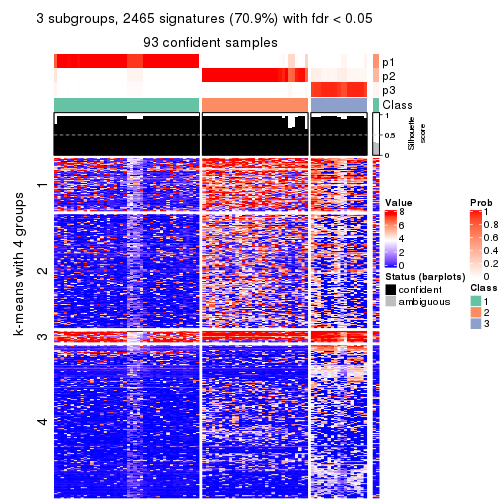 3 subgroups, 2465 signatures (70.9%) with fdr < 0.05
93 confident samples
p1
p2
p3
Class
1
0.5
0
Silhouette
score
k-means with 4 groups
1
2
3
4
Value
8
6
4
2
0
Status (barplots)
confident
ambiguous
Prob
1
0.8
0.6
0.4
0.2
0
Class
1
2
3